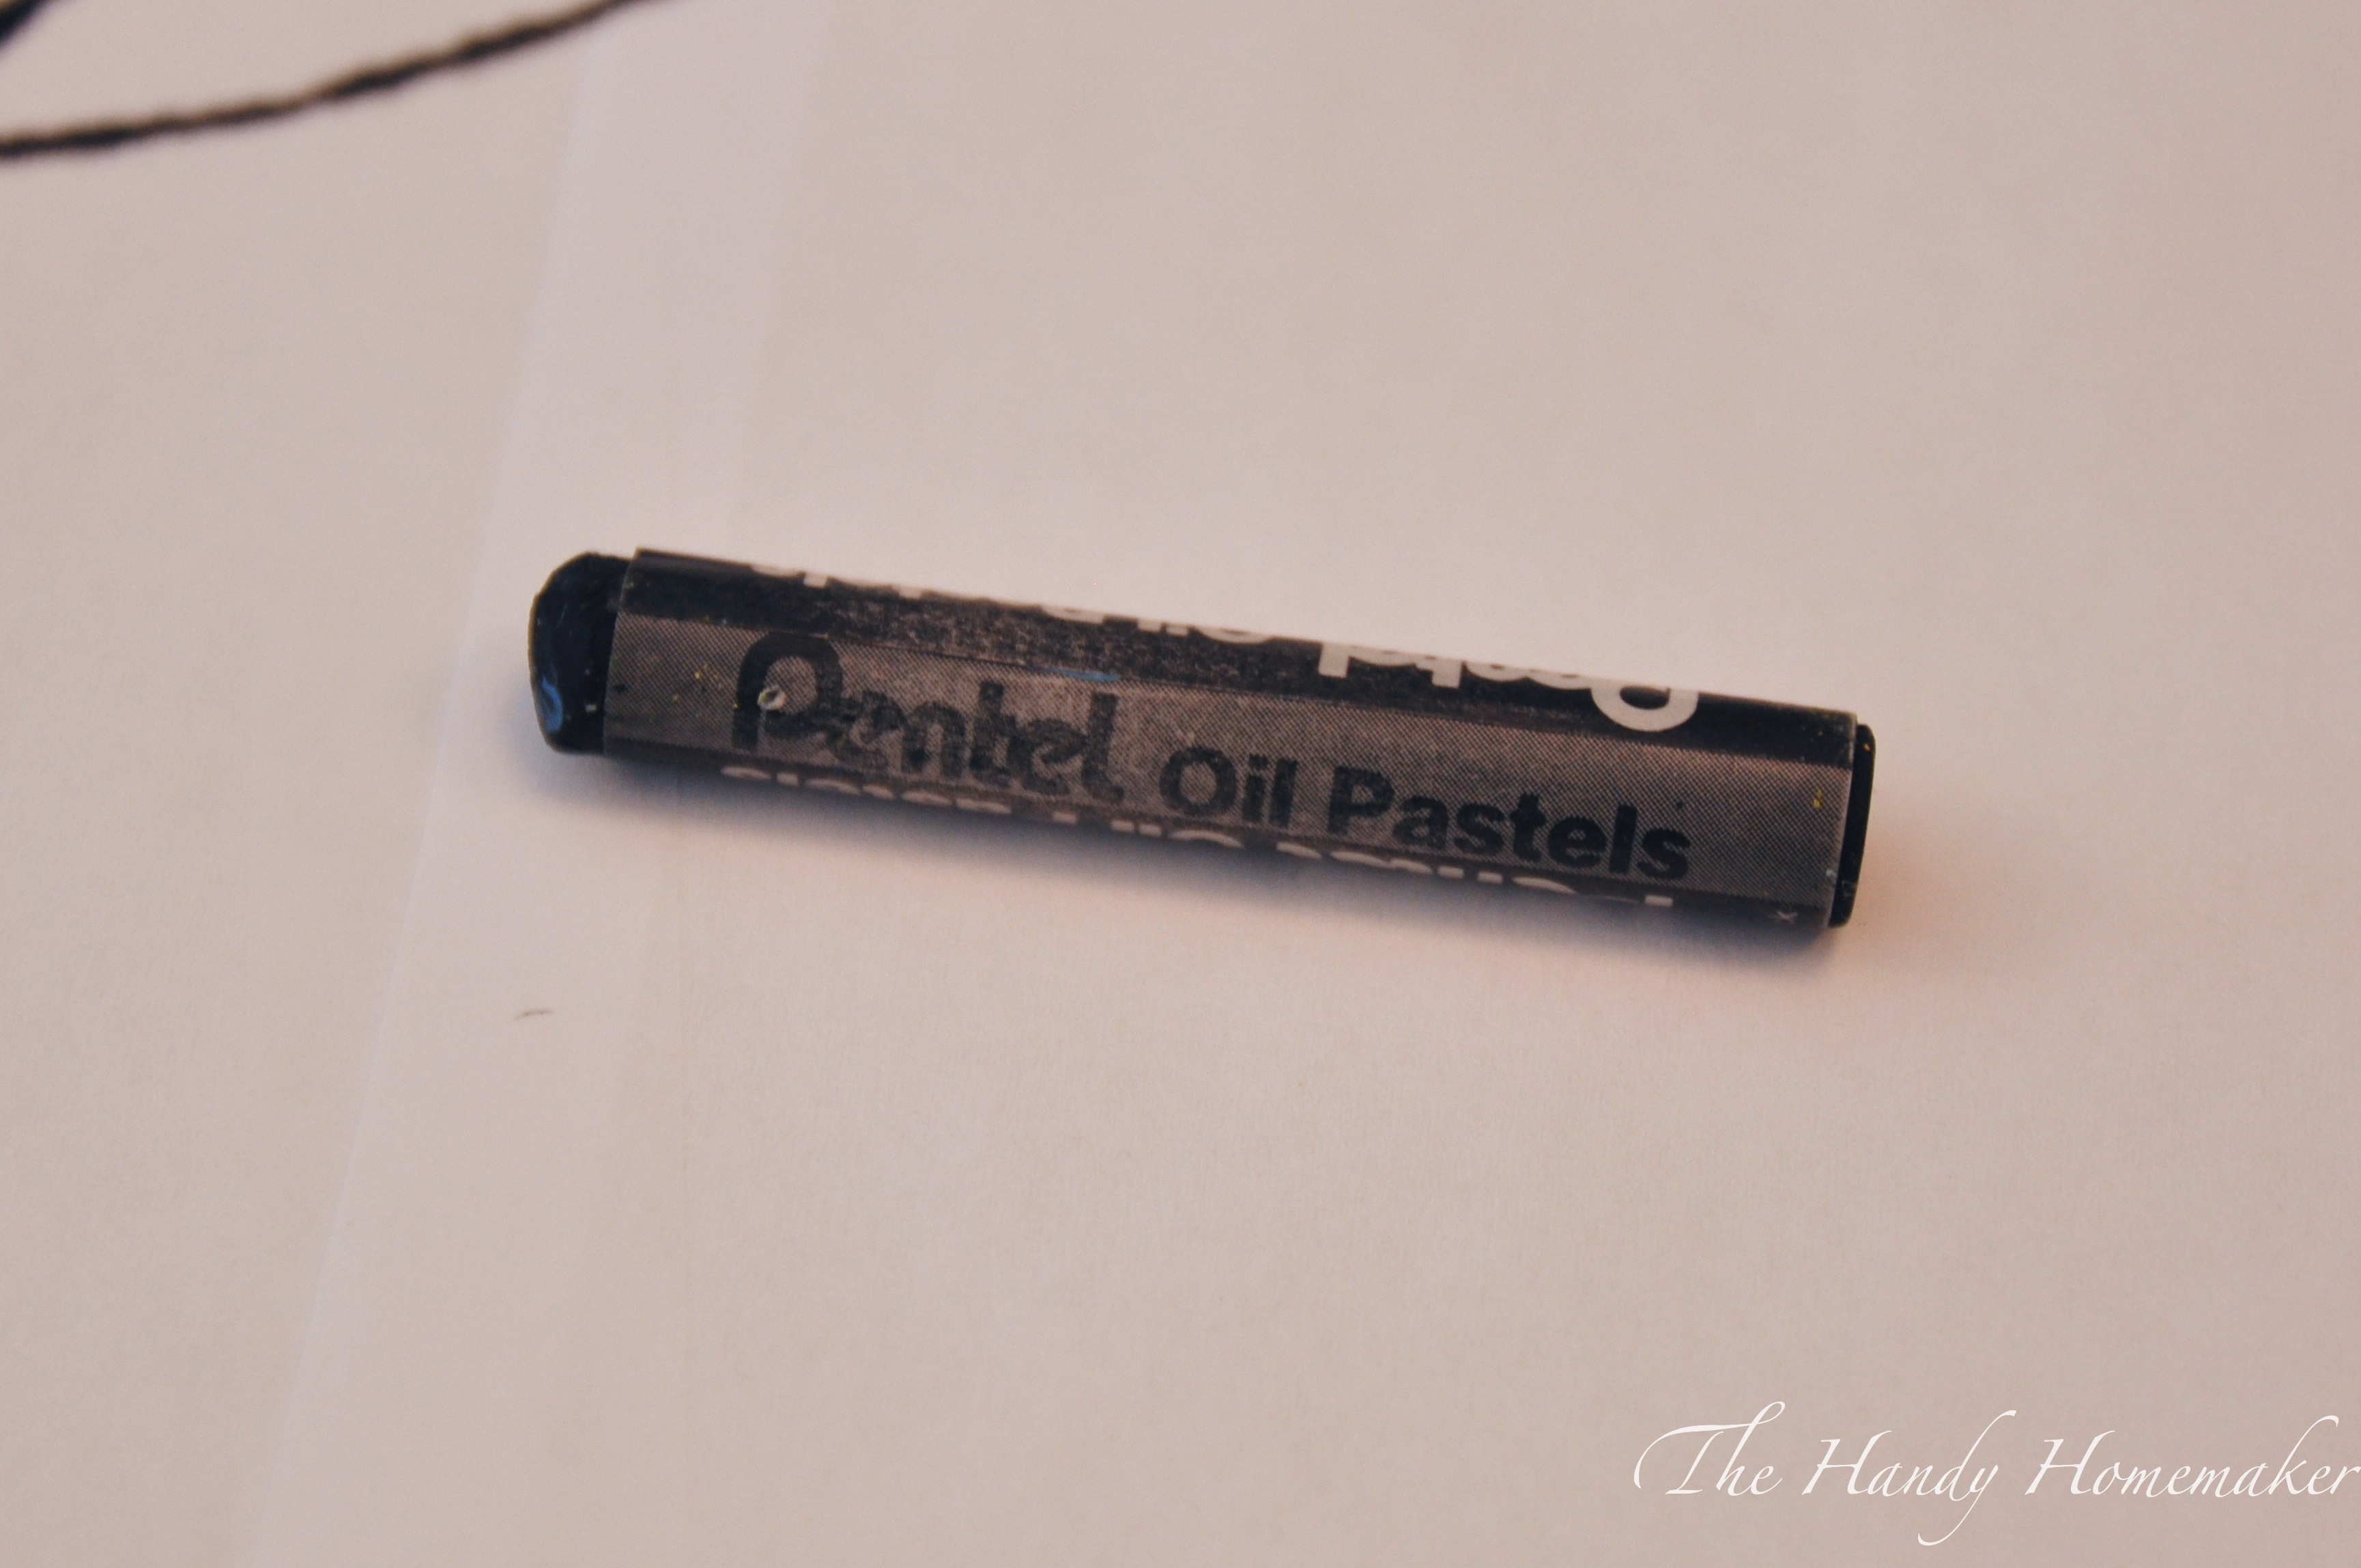 Pentel Oil Pastels
The Handy Homemaker